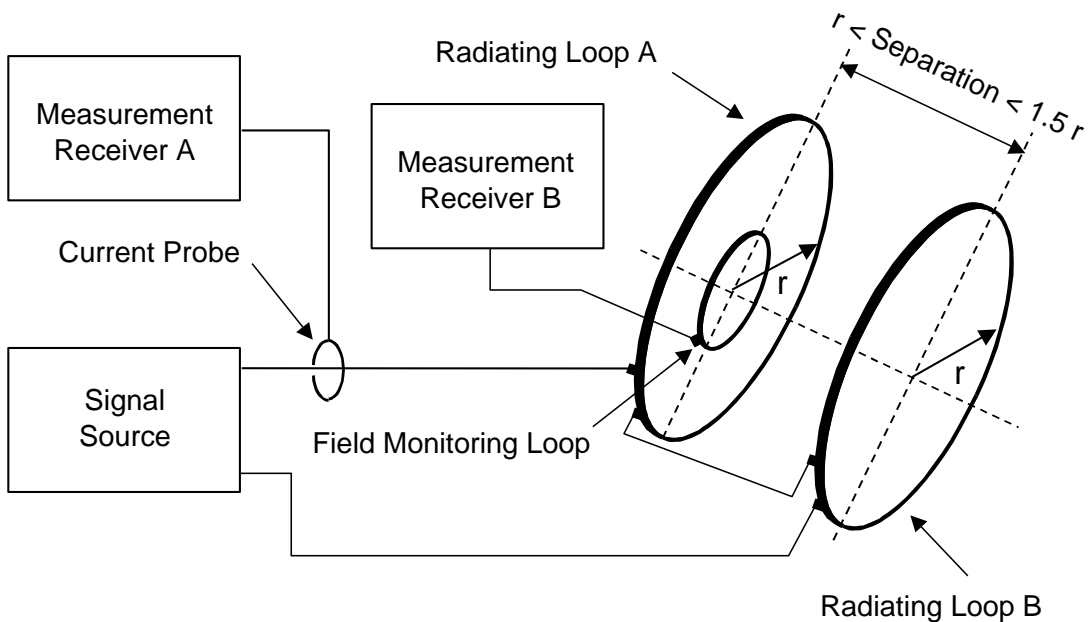 Radiating Loop A
r < Separation < 1.5 r
Measurement
Receiver A
Measurement
Receiver B
Current Probe
r
r
Signal
Source
Field Monitoring Loop
Radiating Loop B